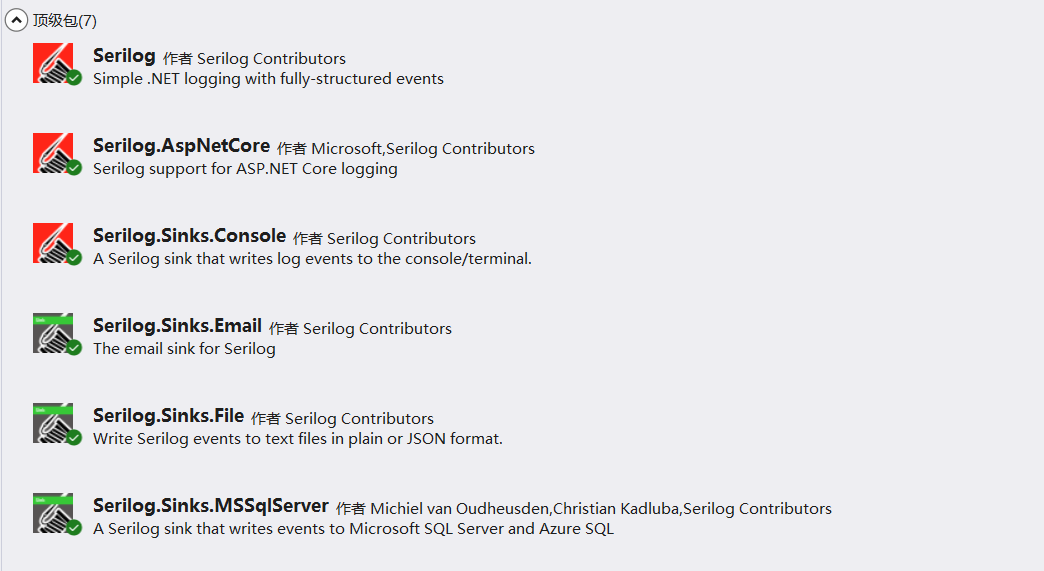 顶级包(7)
Serilog 作者 Serilog Contributors
Simple .NET logging with fully-structured events
Serilog.AspNetCore 作者 Microsoft,Serilog Contributors
Serilog support for ASP.NET Core logging
Serilog.Sinks.Console 作者 Serilog Contributors
A Serilog sink that writes log events to the console/terminal.
Serilog.Sinks.Email 作者 Serilog Contributors
The email sink for Serilog
Serilog.Sinks.File 作者 Serilog Contributors
Write Serilog events to text files in plain or JSON format.
Serilog.Sinks.MSSqlServer 作者 Michiel van Oudheusden,Christian Kadluba,Serilog Contributors
A Serilog sink that writes events to Microsoft SQL Server and Azure SQL